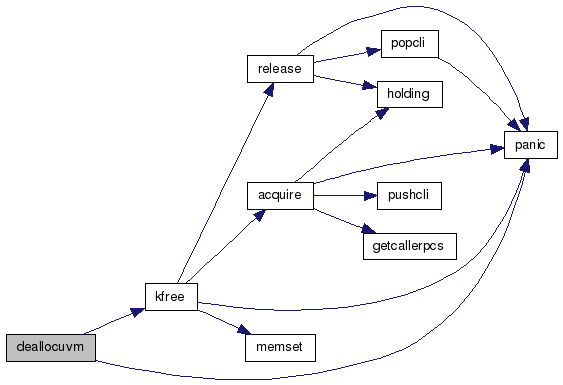 popcli
release
holding
panic
acquire
pushcli
getcallerpcs
kfree
deallocuvm
memset